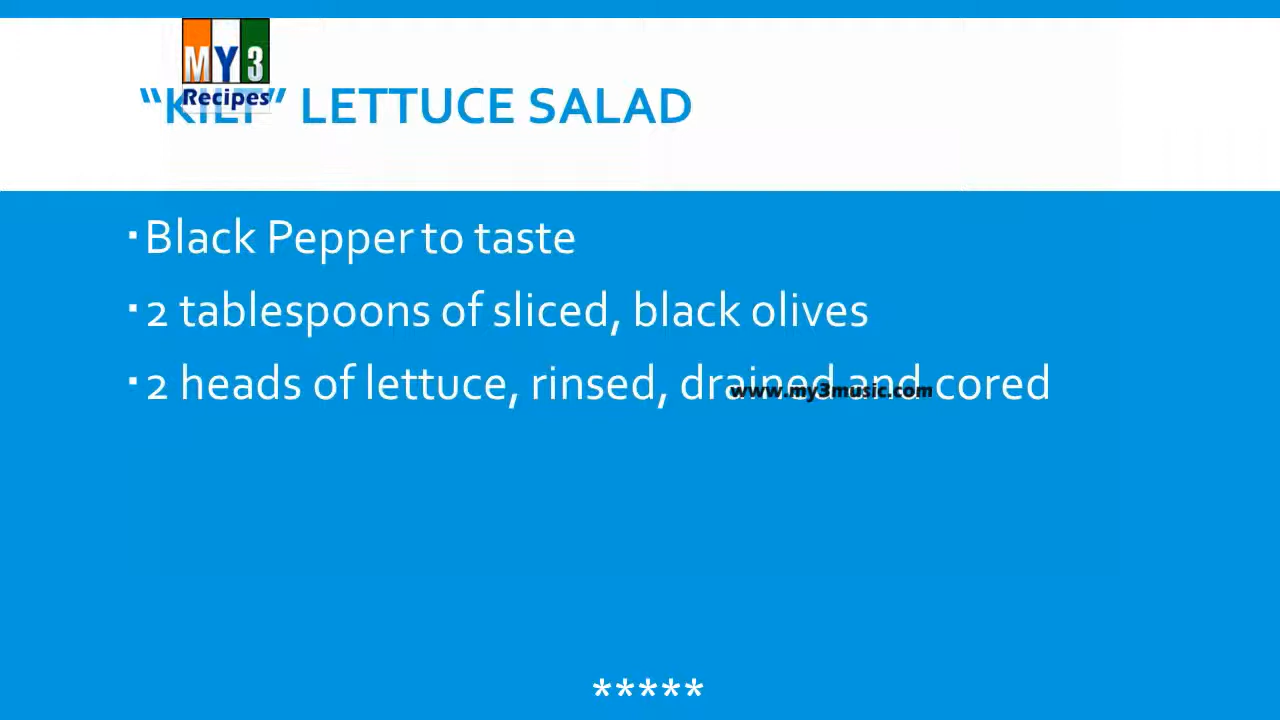 MY3
Recipes
“KILT” LETTUCE SALAD
▪Black Pepper to taste
▪2 tablespoons of sliced, black olives
▪2 heads of lettuce, rinsed, drained and cored
www.my3music.com
*****